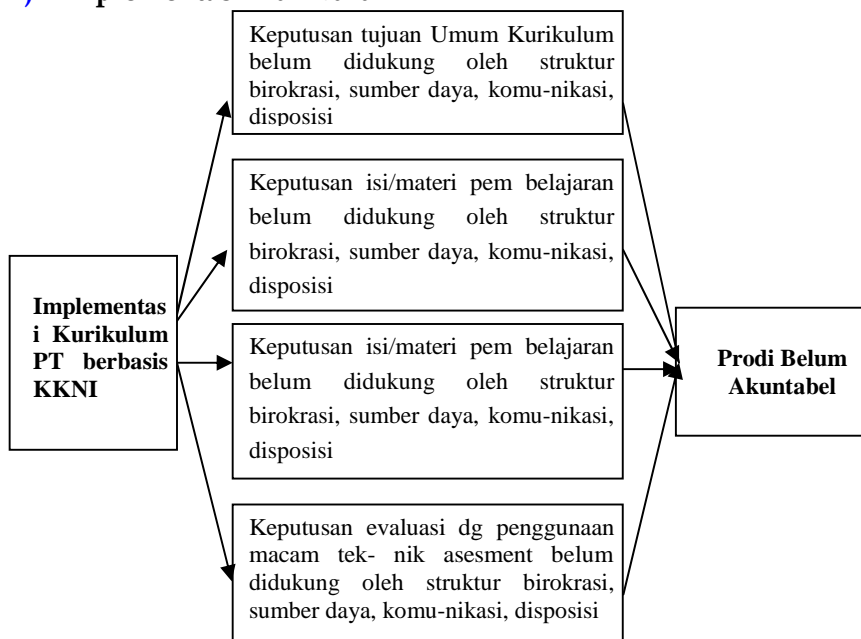 Keputusan tujuan Umum Kurikulum
belum didukung oleh struktur
birokrasi, sumber daya, komu-nikasi,
disposisi
Keputusan isi/materi pem belajaran
belum didukung oleh struktur
birokrasi, sumber daya, komu-nikasi,
disposisi
Implementas
i Kurikulum
PT berbasis
KKNI
Keputusan isi/materi pem belajaran
belum didukung oleh struktur
birokrasi, sumber daya, komu-nikasi,
disposisi
Prodi Belum
Akuntabel
Keputusan evaluasi dg penggunaan
macam tek- nik asesment belum
didukung oleh struktur birokrasi,
sumber daya, komu-nikasi, disposisi